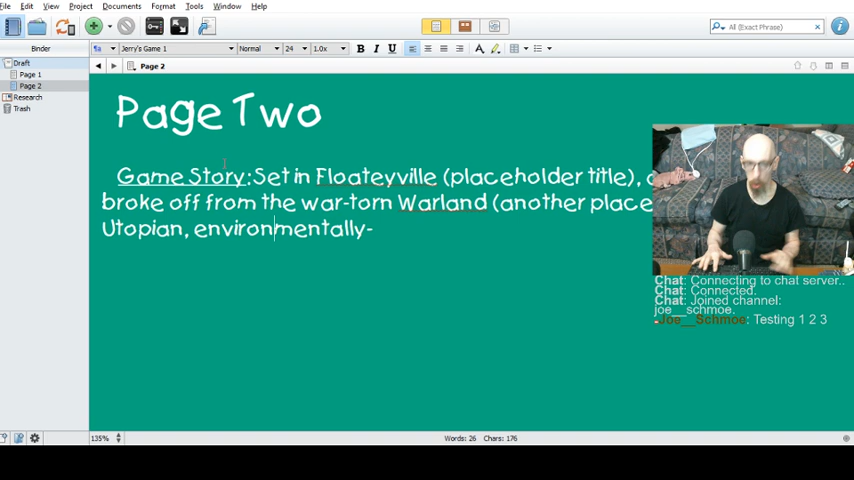 File Edit View Project Documents Format Tools Window Help
All (Exact Phrase)
Binder
¶a Jerry's Game 1 Normal 24 1.0x B I U A
Draft
Page 1
Page 2
Research
Trash
Page 2
Page Two
Game Story:Set in Floateyville (placeholder title),
broke off from the war-torn Warland (another place
Utopian, environmentally-
Chat: Connecting to chat server..
Chat: Connected.
Chat: Joined channel:
joe__schmoe.
-Joe__Schmoe: Testing 1 2 3
135% Words: 26 Chars: 176